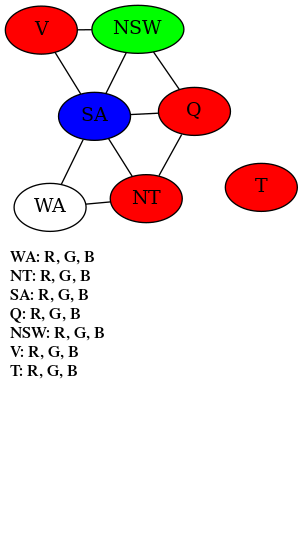 V
NSW
SA
Q
WA
NT
T
WA: R, G, B
NT: R, G, B
SA: R, G, B
Q: R, G, B
NSW: R, G, B
V: R, G, B
T: R, G, B